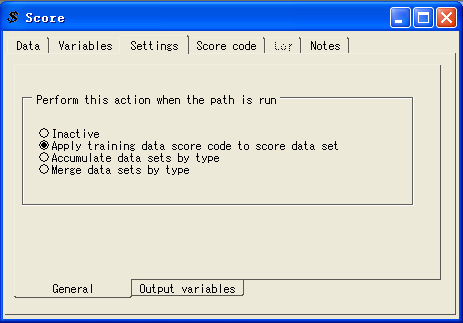 Score
Data Variables Settings Score code Log Notes
Perform this action when the path is run
Inactive
Apply training data score code to score data set
Accumulate data sets by type
Merge data sets by type
General Output variables